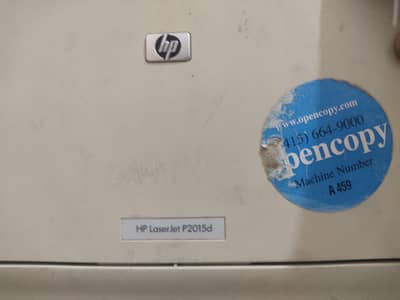 hp
www.opencopy.com
415) 664-9000
pencopy
Machine Number
A 459
HP LaserJet P2015d